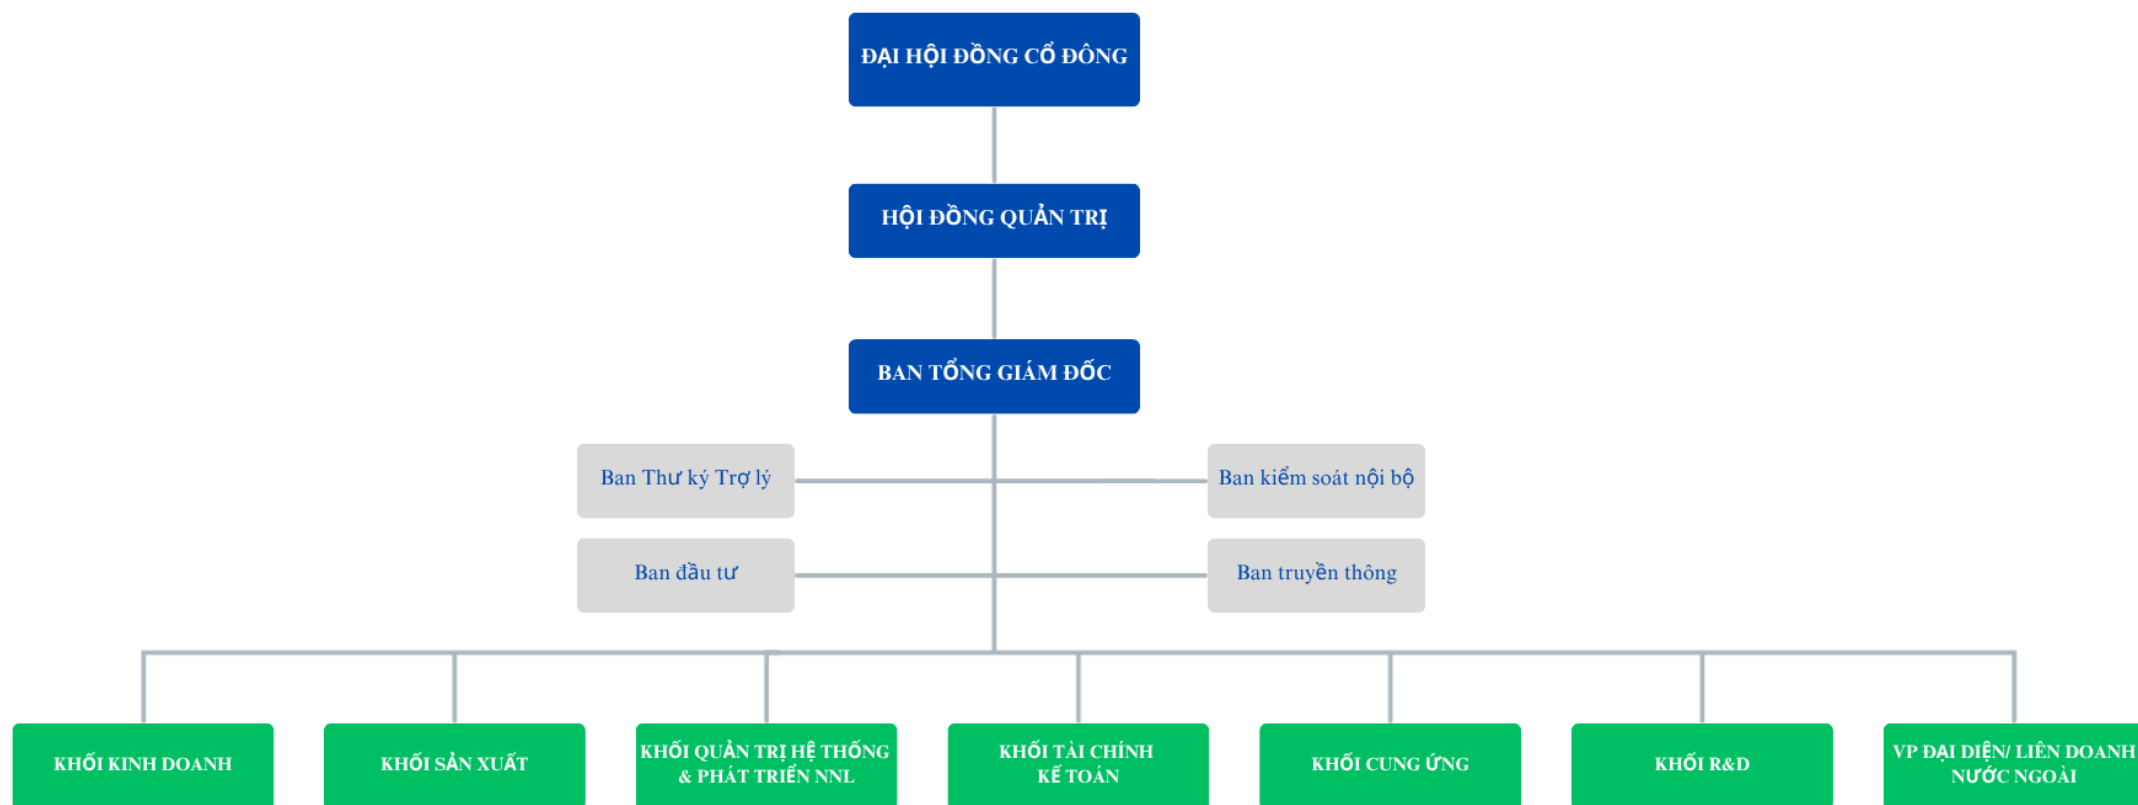 ĐẠI HỘI ĐỒNG CỔ ĐÔNG
HỘI ĐỒNG QUẢN TRỊ
BAN TỔNG GIÁM ĐỐC
Ban Thư ký Trợ lý
Ban kiểm soát nội bộ
Ban đầu tư
Ban truyền thông
KHỐI KINH DOANH
KHỐI SẢN XUẤT
KHỐI QUẢN TRỊ HỆ THỐNG
& PHÁT TRIỂN NNL
KHỐI TÀI CHÍNH
KẾ TOÁN
KHỐI CUNG ỨNG
KHỐI R&D
VP ĐẠI DIỆN/ LIÊN DOANH
NƯỚC NGOÀI